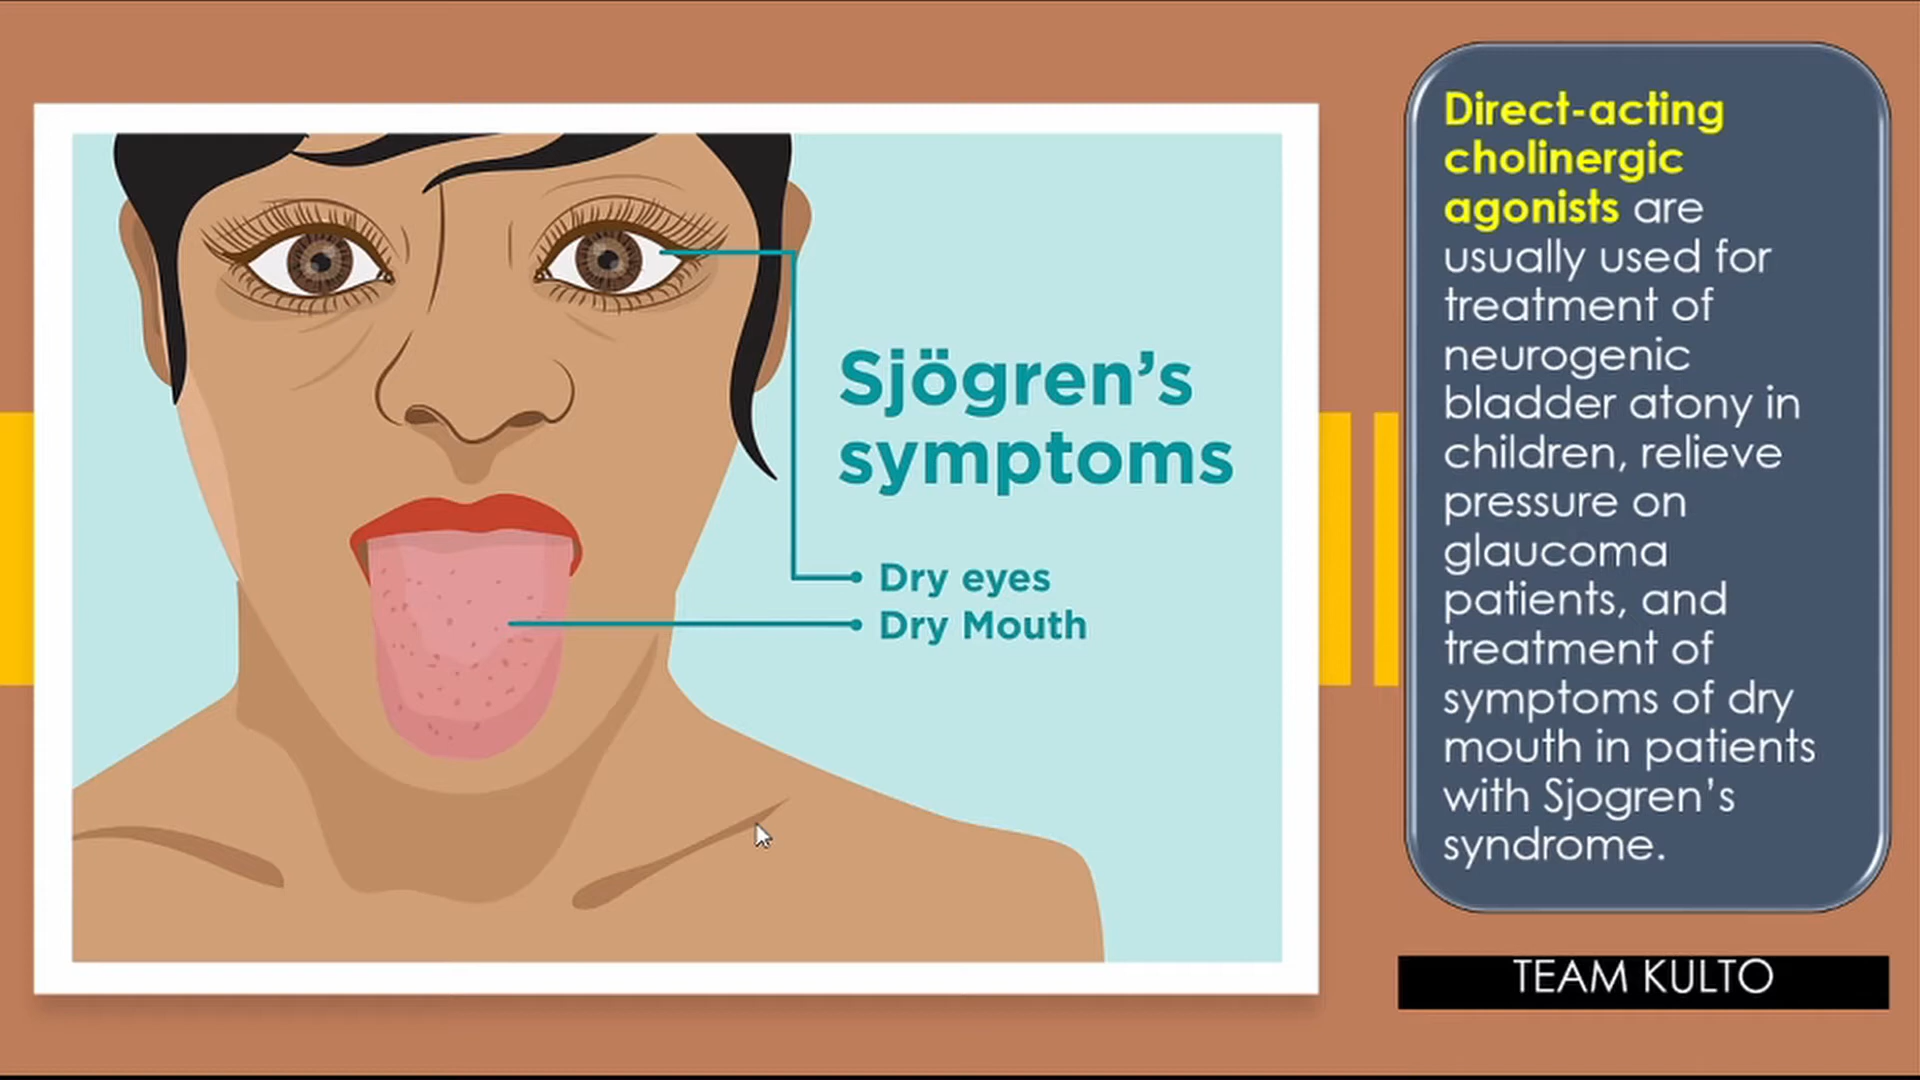 Sjögren's
symptoms
Dry eyes
Dry Mouth
Direct-acting
cholinergic
agonists are
usually used for
treatment of
neurogenic
bladder atony in
children, relieve
pressure on
glaucoma
patients, and
treatment of
symptoms of dry
mouth in patients
with Sjogren's
syndrome.
TEAM KULTO